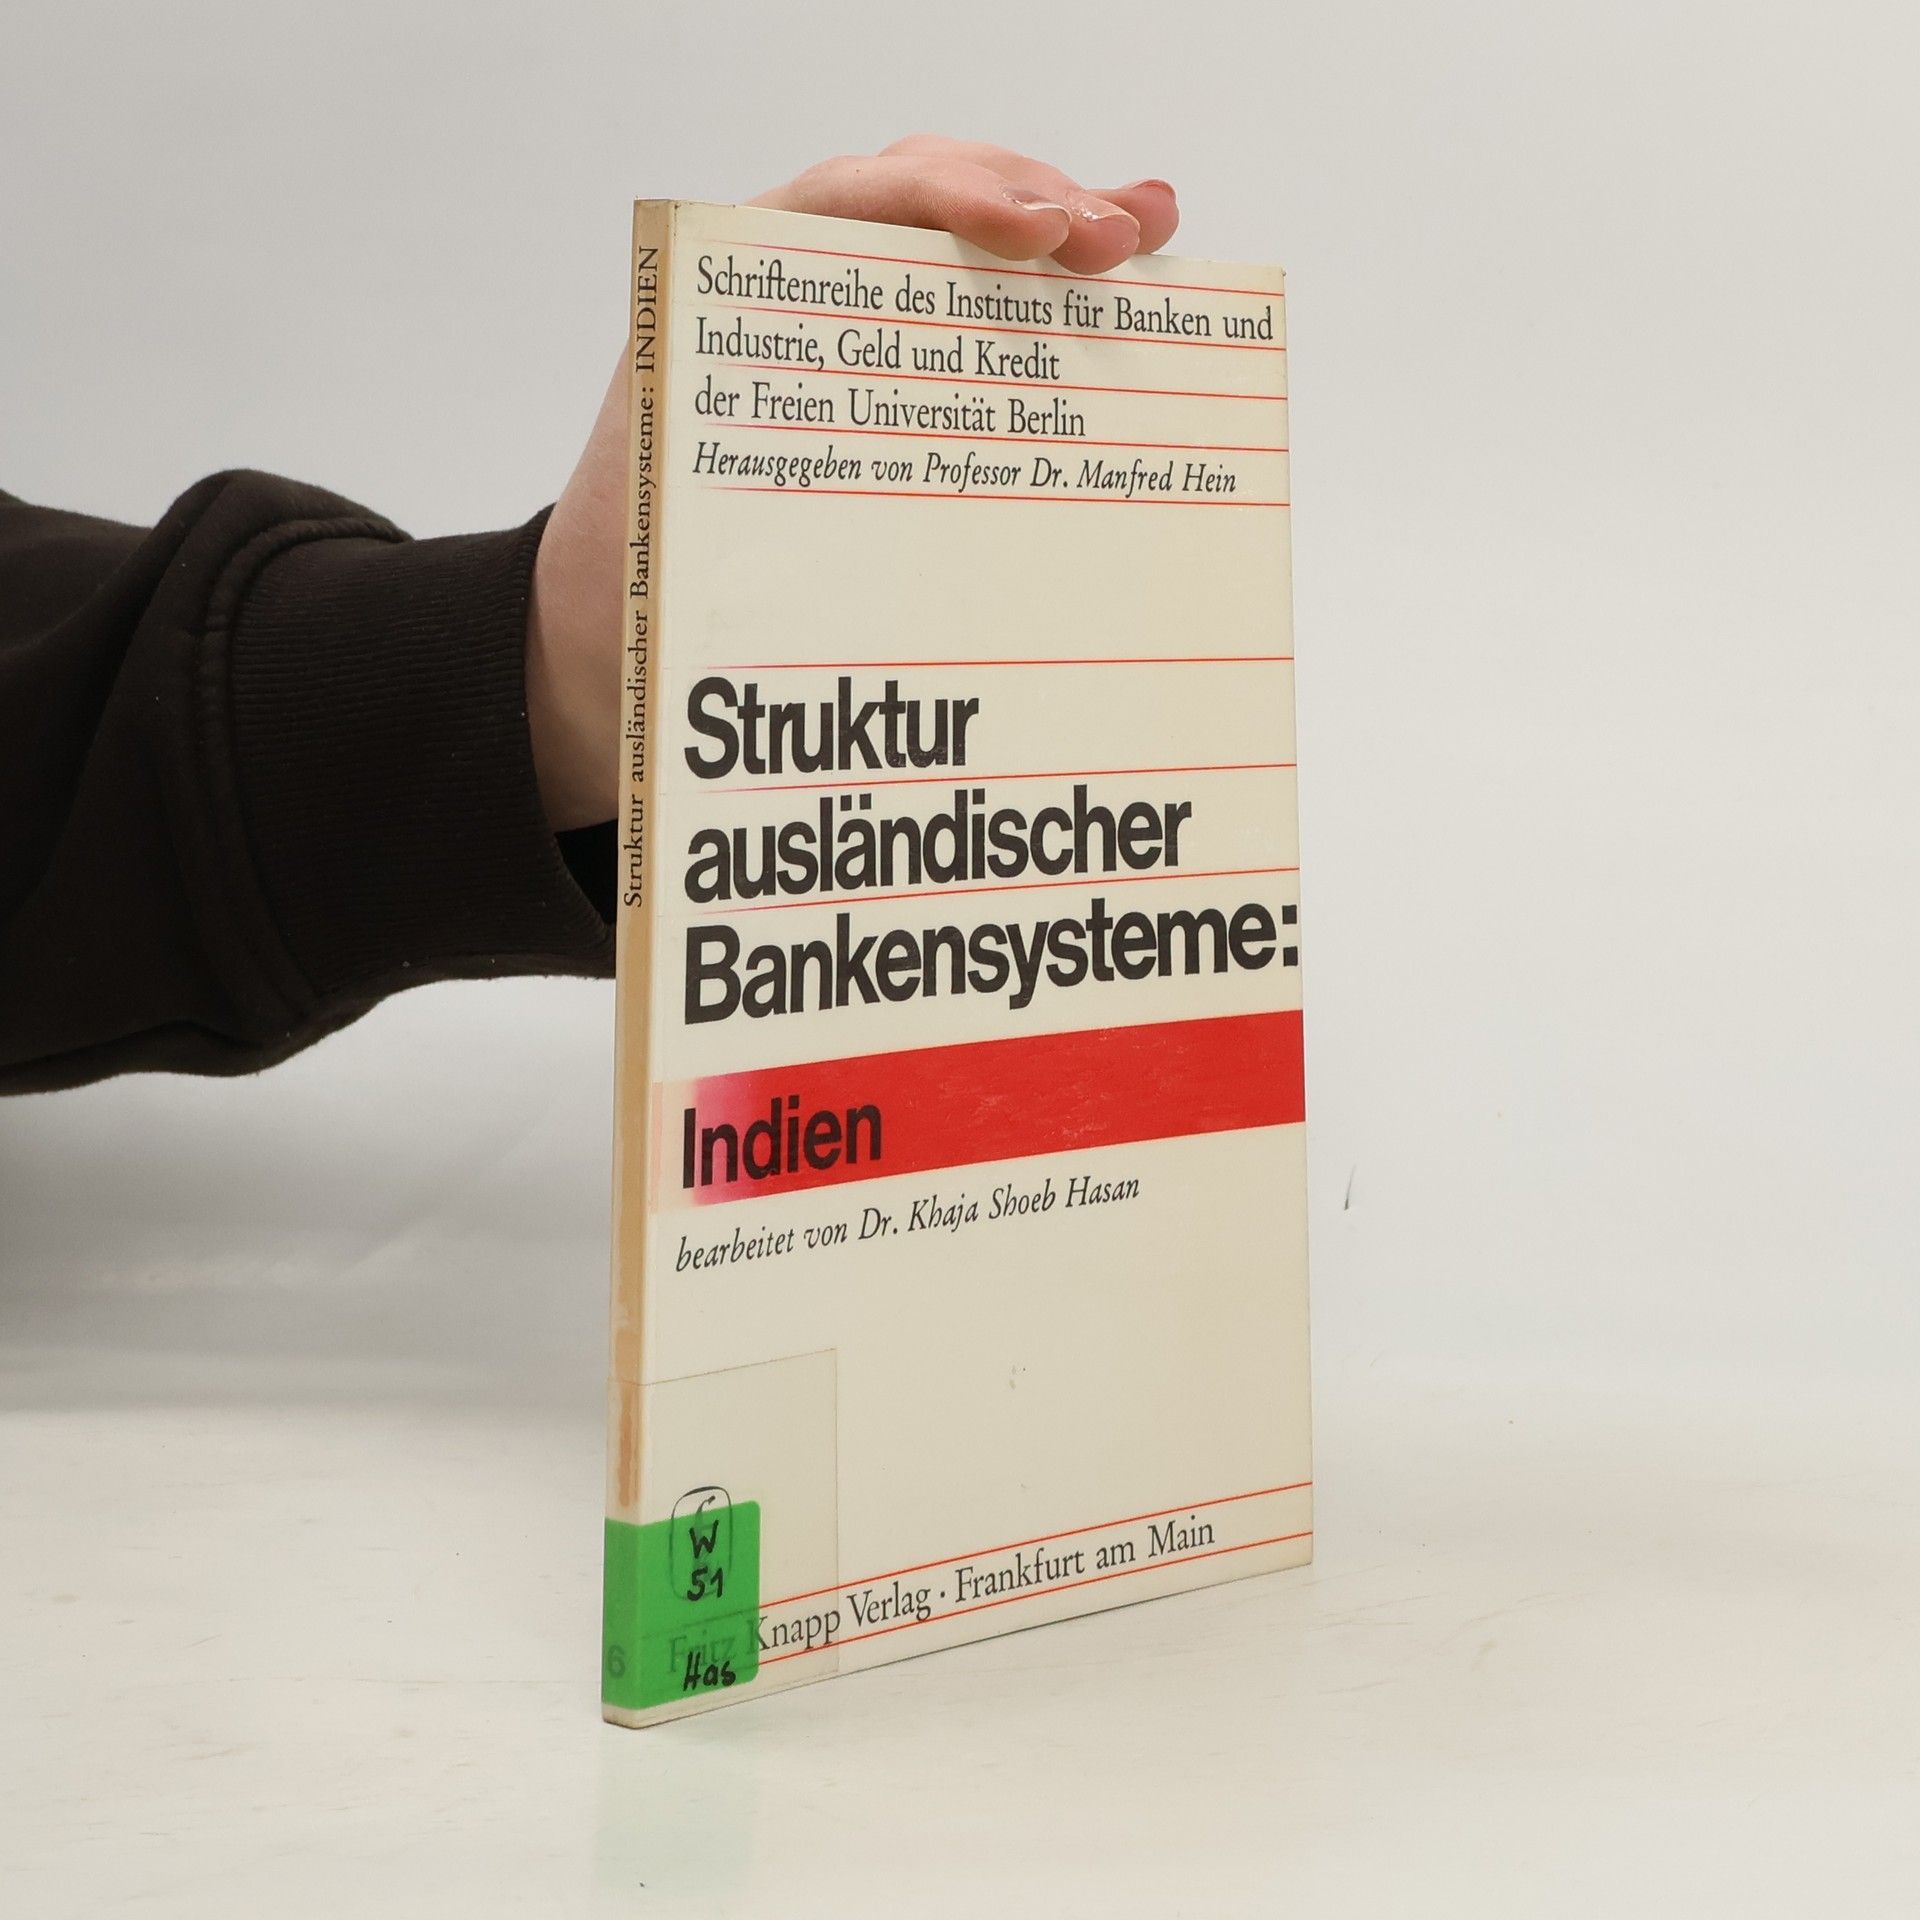 Struktur ausländischer Bankensysteme: INDIEN
6
Schriftenreihe des Instituts für Banken und
Industrie, Geld und Kredit
der Freien Universität Berlin
Herausgegeben von Professor Dr. Manfred Hein
Struktur
ausländischer
Bankensysteme:
Indien
bearbeitet von Dr. Khaja Shoeb Hasan
W
51
Has
Fritz Knapp Verlag · Frankfurt am Main